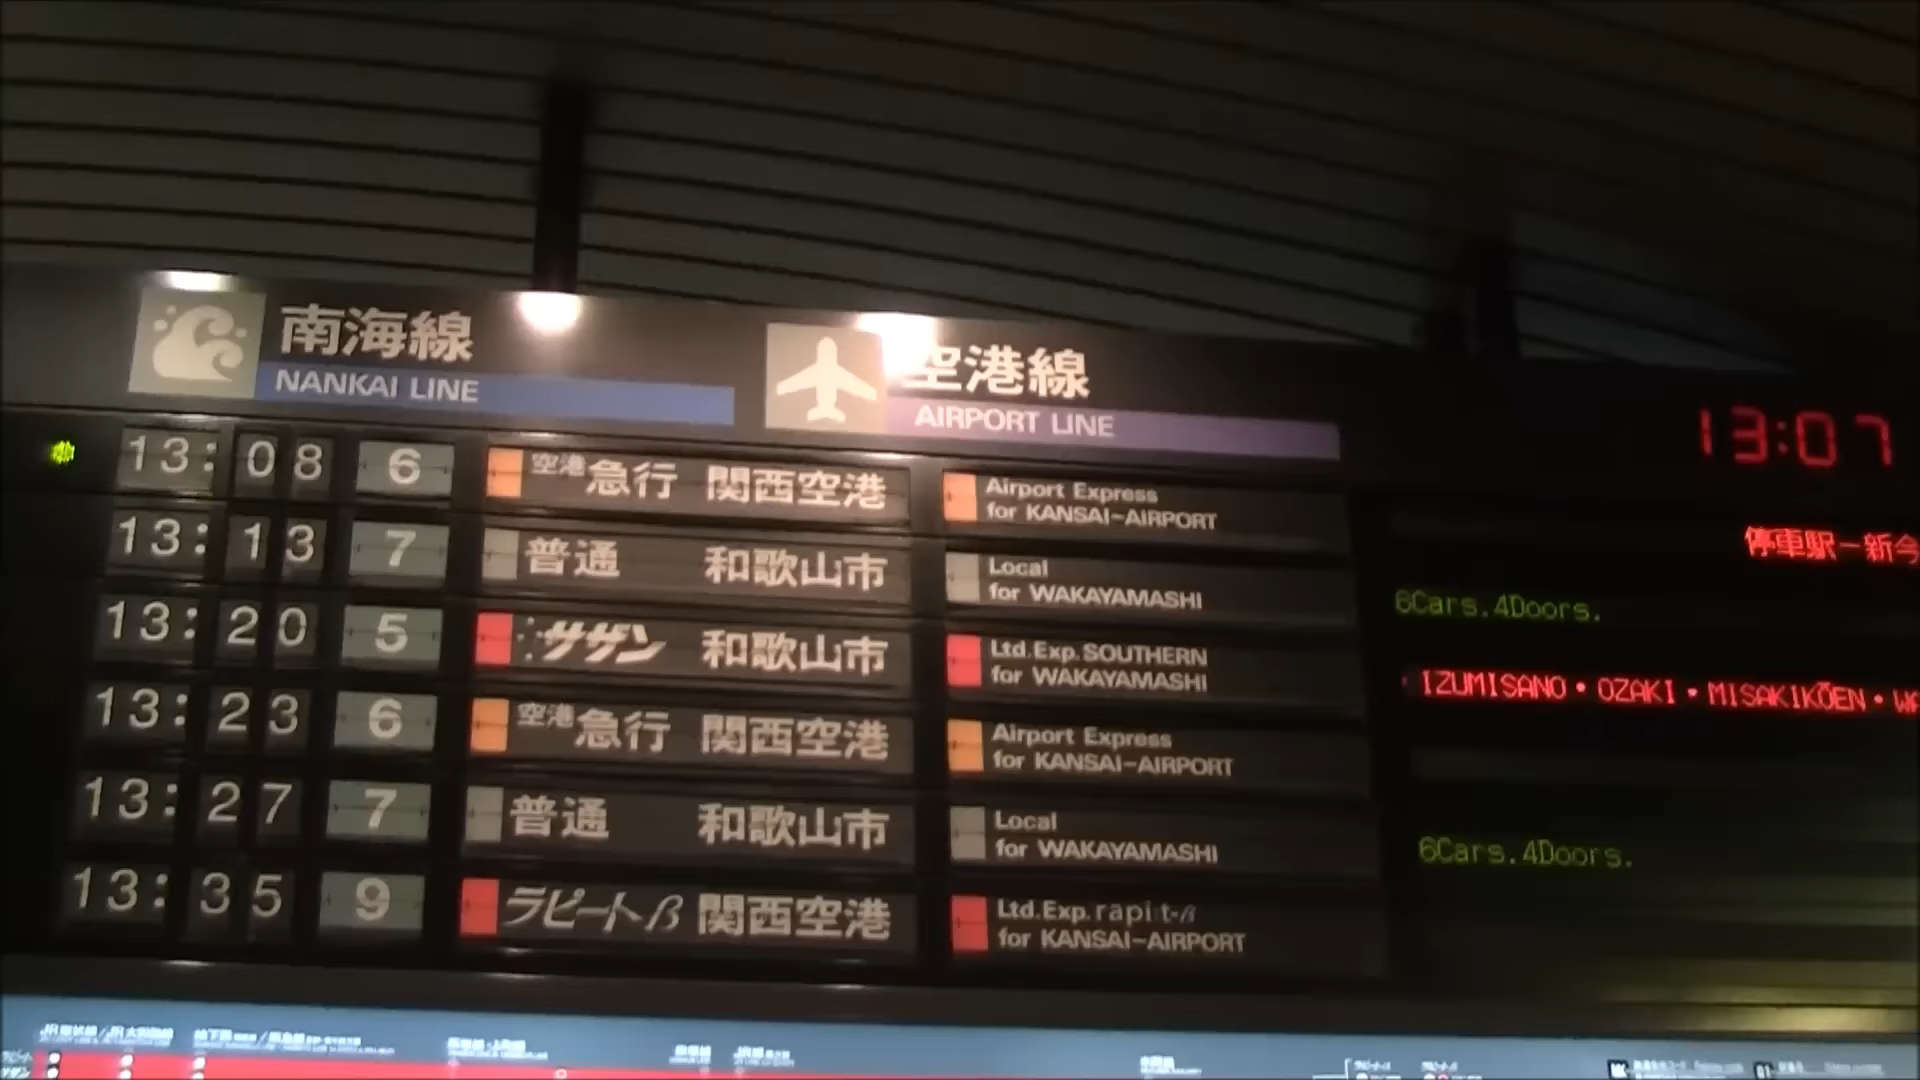 南海線
NANKAI LINE
空港線
AIRPORT LINE
13:07
13:08 6 空港急行 関西空港 Airport Express
for KANSAI-AIRPORT
停車駅－新今
13:13 7 普通 和歌山市 Local
for WAKAYAMASHI
6Cars.4Doors.
13:20 5 サザン 和歌山市 Ltd.Exp.SOUTHERN
for WAKAYAMASHI
IZUMISANO・OZAKI・MISAKIKŌEN・WA
13:23 6 空港急行 関西空港 Airport Express
for KANSAI-AIRPORT
13:27 7 普通 和歌山市 Local
for WAKAYAMASHI
6Cars.4Doors.
13:35 9 ラピートβ 関西空港 Ltd.Exp.rapi:t-β
for KANSAI-AIRPORT